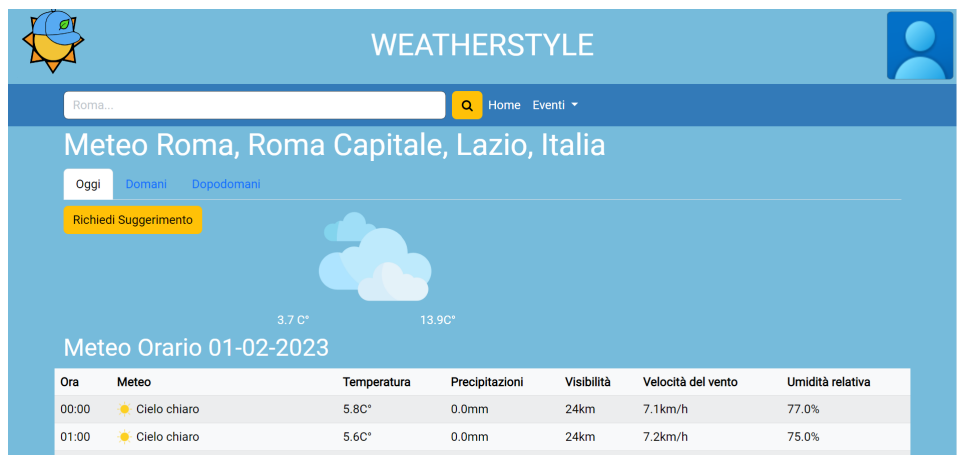 WEATHERSTYLE
Roma... Home Eventi
Meteo Roma, Roma Capitale, Lazio, Italia
Oggi Domani Dopodomani
Richiedi Suggerimento
3.7 C° 13.9C°
Meteo Orario 01-02-2023
Ora Meteo Temperatura Precipitazioni Visibilità Velocità del vento Umidità relativa
00:00 Cielo chiaro 5.8C° 0.0mm 24km 7.1km/h 77.0%
01:00 Cielo chiaro 5.6C° 0.0mm 24km 7.2km/h 75.0%